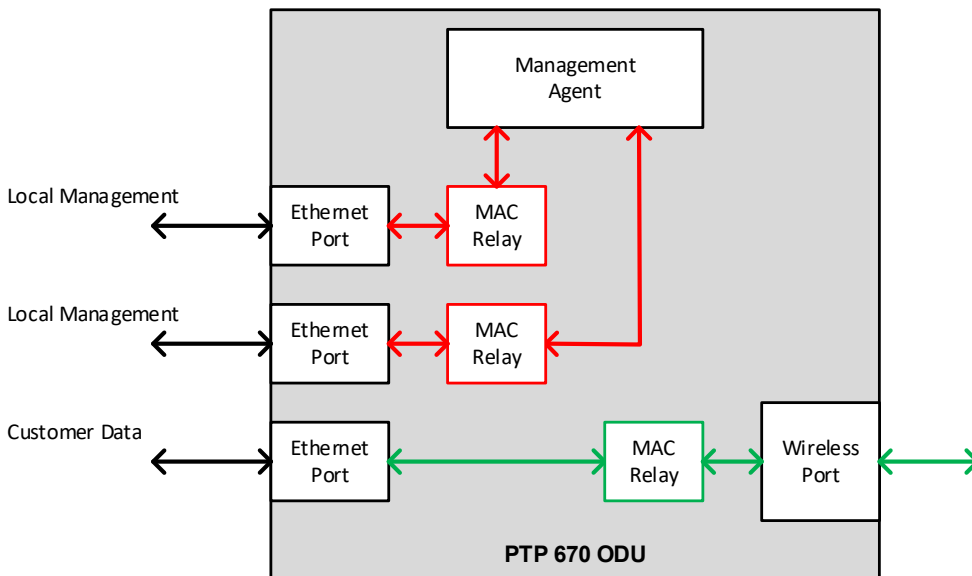 Management
Agent
Local Management
Ethernet
Port
MAC
Relay
Local Management
Ethernet
Port
MAC
Relay
Customer Data
Ethernet
Port
MAC
Relay
Wireless
Port
PTP 670 ODU